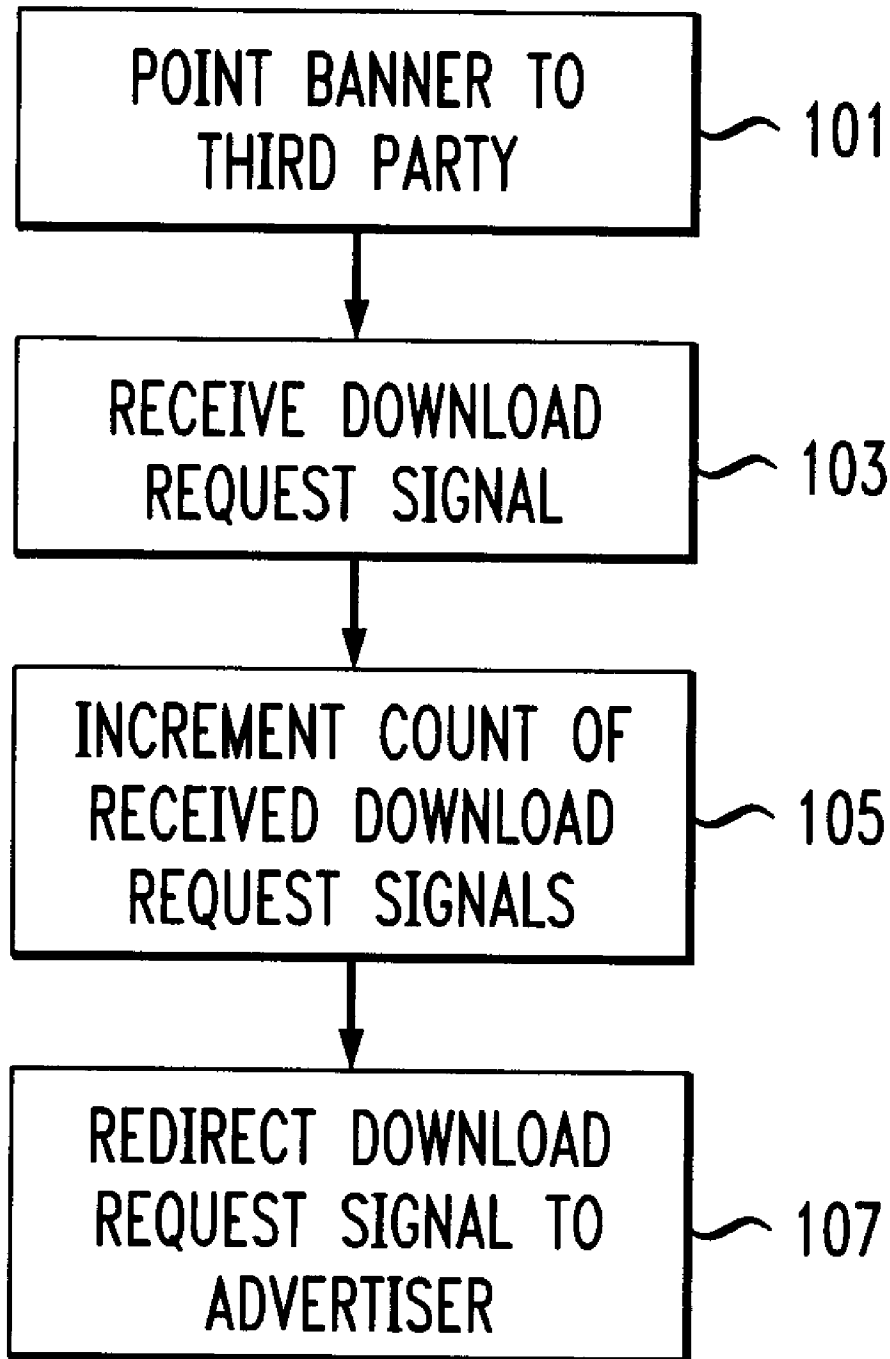 POINT BANNER TO
THIRD PARTY
101
RECEIVE DOWNLOAD
REQUEST SIGNAL
103
INCREMENT COUNT OF
RECEIVED DOWNLOAD
REQUEST SIGNALS
105
REDIRECT DOWNLOAD
REQUEST SIGNAL TO
ADVERTISER
107